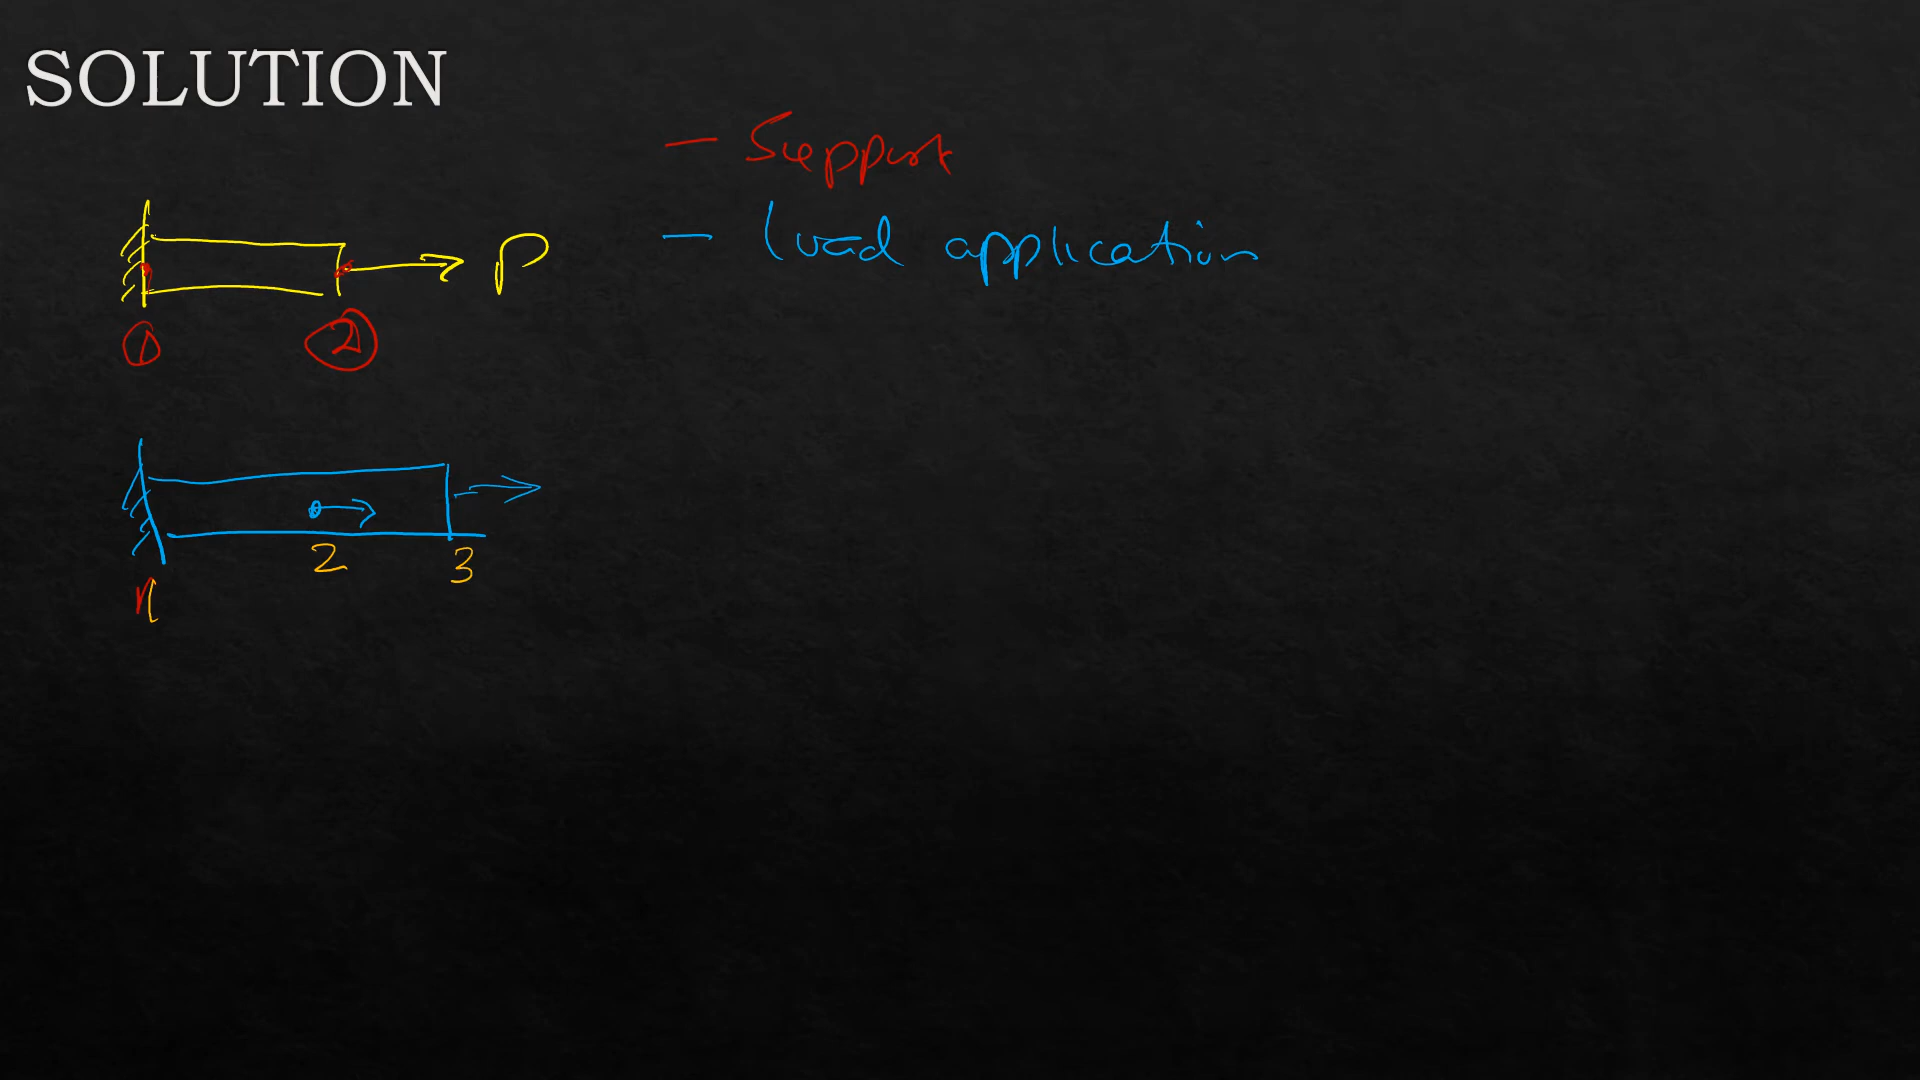 SOLUTION
- Support
- load application
P
1 2
2 3
1